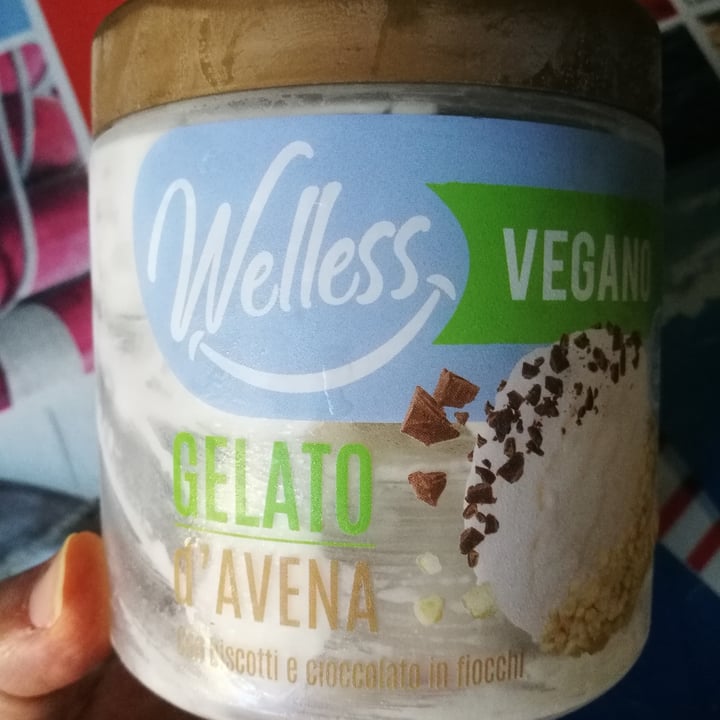 Welless
VEGANO
GELATO
d'AVENA
con biscotti e cioccolato in fiocchi